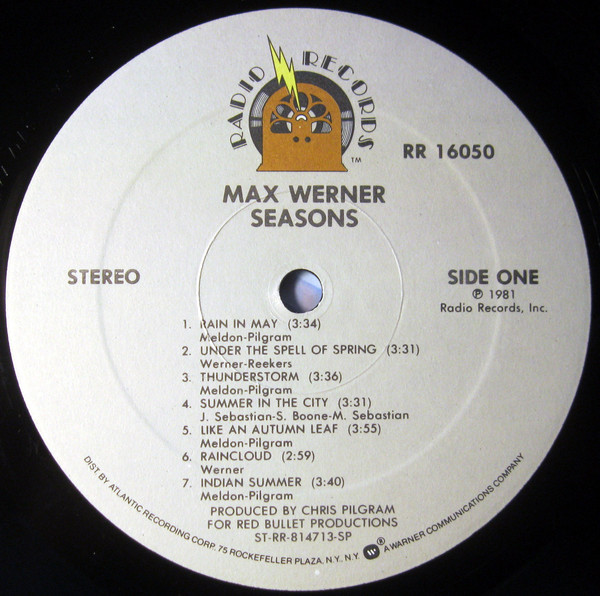 RADIO RECORDS
TM
RR 16050
MAX WERNER
SEASONS
STEREO
SIDE ONE
℗ 1981
Radio Records, Inc.
1. RAIN IN MAY (3:34)
Meldon-Pilgram
2. UNDER THE SPELL OF SPRING (3:31)
Werner-Reekers
3. THUNDERSTORM (3:36)
Meldon-Pilgram
4. SUMMER IN THE CITY (3:31)
J. Sebastian-S. Boone-M. Sebastian
5. LIKE AN AUTUMN LEAF (3:55)
Meldon-Pilgram
6. RAINCLOUD (2:59)
Werner
7. INDIAN SUMMER (3:40)
Meldon-Pilgram
PRODUCED BY CHRIS PILGRAM
FOR RED BULLET PRODUCTIONS
ST-RR-814713-SP
DIST. BY ATLANTIC RECORDING CORP. 75 ROCKEFELLER PLAZA, N.Y. N.Y. ® A WARNER COMMUNICATIONS COMPANY